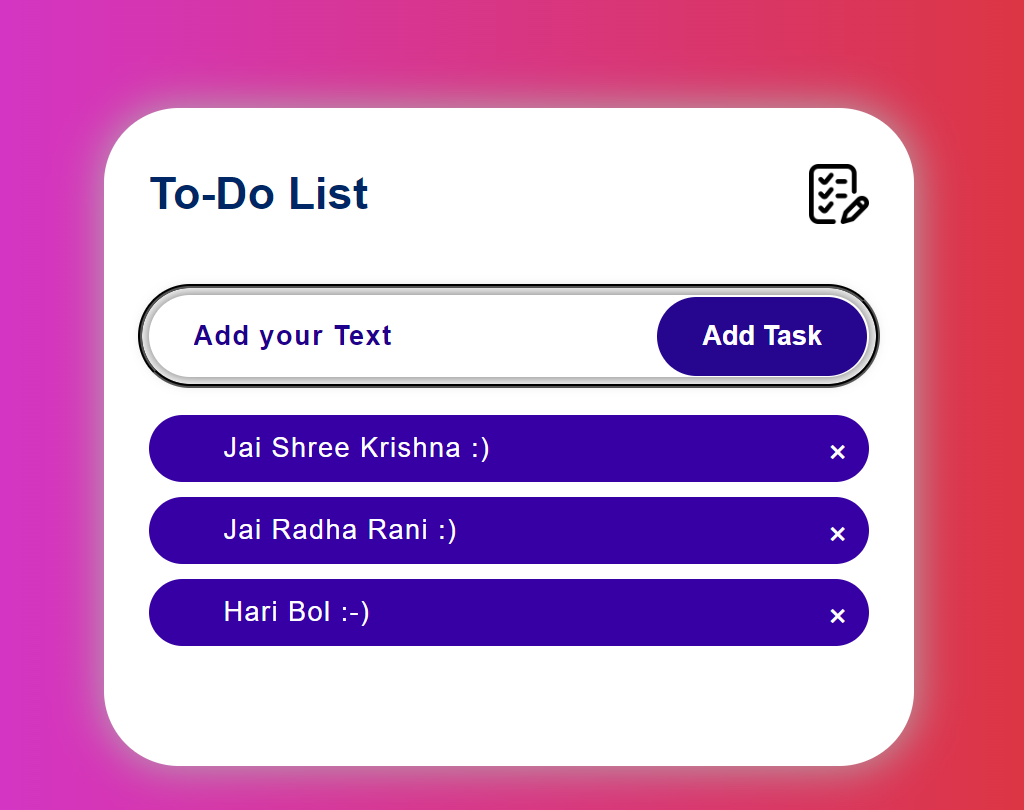 To-Do List
Add your Text
Add Task
Jai Shree Krishna :)
×
Jai Radha Rani :)
×
Hari Bol :-)
×